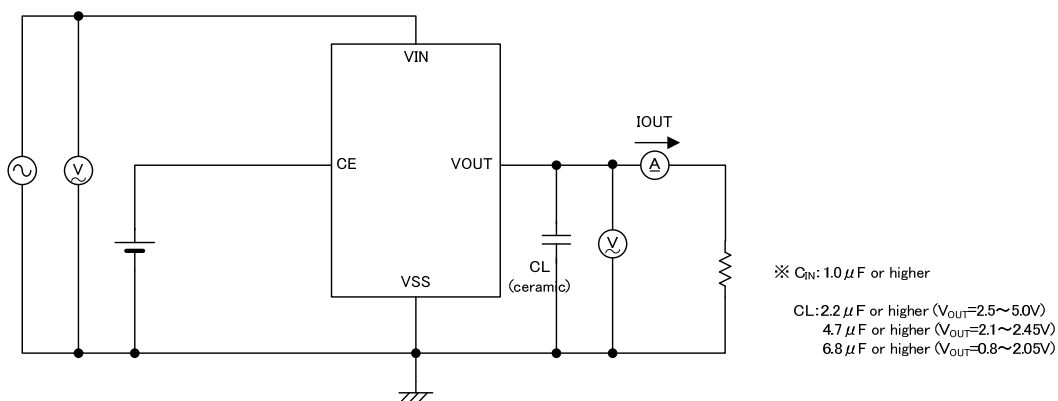 VIN
IOUT
CE
VOUT
A
V
V
CL
(ceramic)
VSS
※ CIN: 1.0 μF or higher
CL:2.2 μF or higher (VOUT=2.5～5.0V)
4.7 μF or higher (VOUT=2.1～2.45V)
6.8 μF or higher (VOUT=0.8～2.05V)